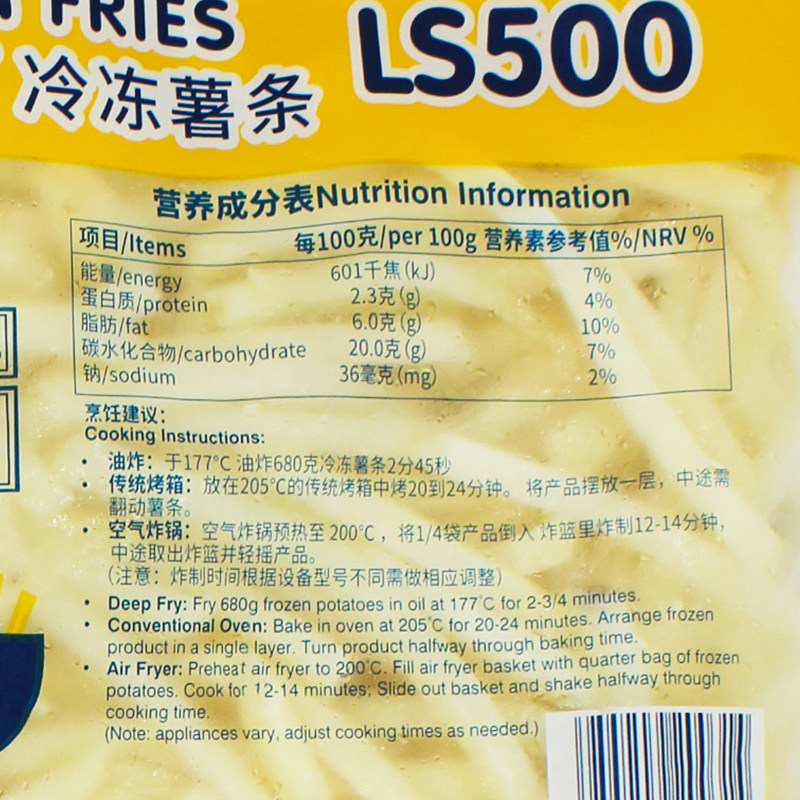 FRIES
LS500
冷冻薯条
营养成分表Nutrition Information
项目/Items 每100克/per 100g 营养素参考值%/NRV %
能量/energy 601千焦(kJ) 7%
蛋白质/protein 2.3克(g) 4%
脂肪/fat 6.0克(g) 10%
碳水化合物/carbohydrate 20.0克(g) 7%
钠/sodium 36毫克(mg) 2%
烹饪建议:
Cooking Instructions:
• 油炸: 于177°C 油炸680克冷冻薯条2分45秒
• 传统烤箱: 放在205°C的传统烤箱中烤20到24分钟。 将产品摆放一层, 中途需
翻动薯条。
• 空气炸锅: 空气炸锅预热至 200°C , 将1/4袋产品倒入 炸篮里炸制12-14分钟,
中途取出炸篮并轻摇产品。
(注意: 炸制时间根据设备型号不同需做相应调整)
• Deep Fry: Fry 680g frozen potatoes in oil at 177°C for 2-3/4 minutes.
• Conventional Oven: Bake in oven at 205°C for 20-24 minutes. Arrange frozen
product in a single layer. Turn product halfway through baking time.
• Air Fryer: Preheat air fryer to 200°C. Fill air fryer basket with quarter bag of frozen
potatoes. Cook for 12-14 minutes; Slide out basket and shake halfway through
cooking time.
(Note: appliances vary, adjust cooking times as needed.)